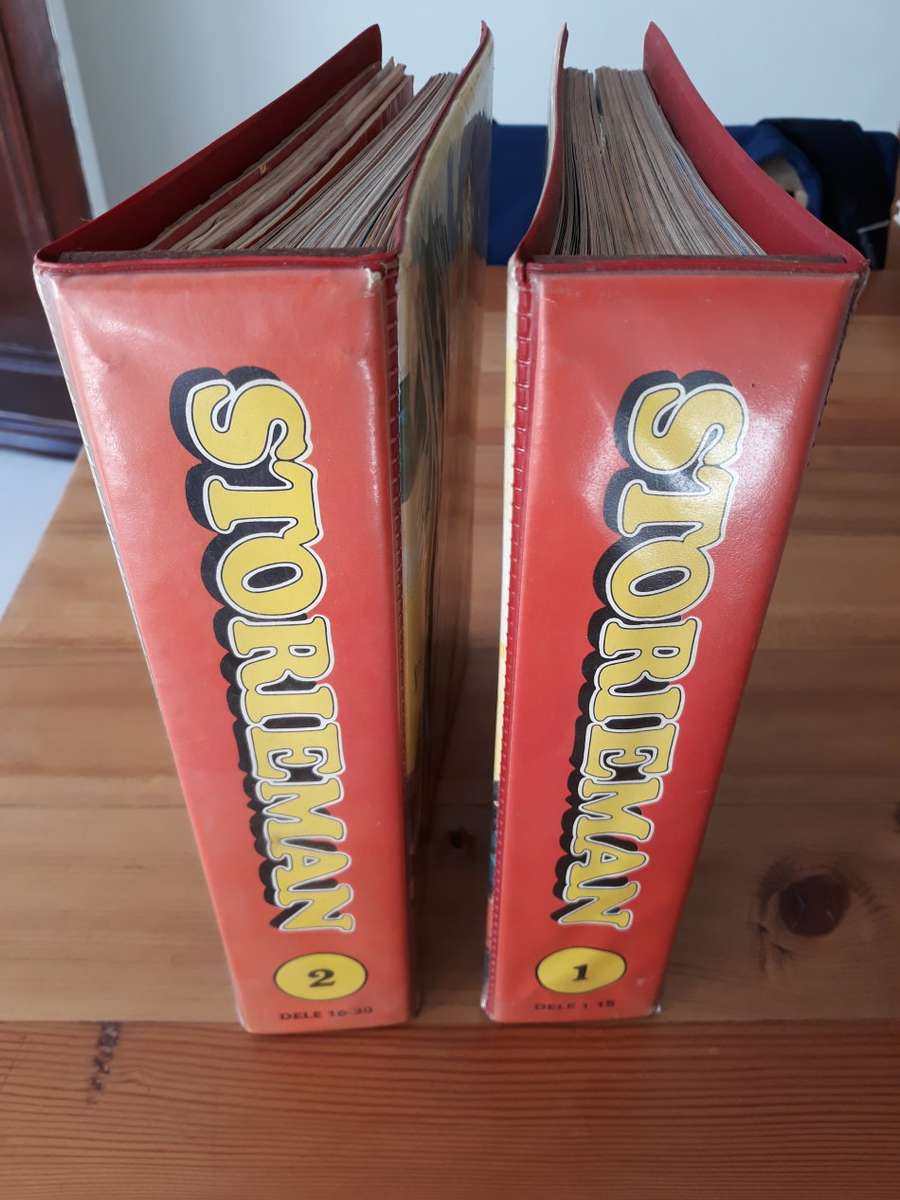 STORIEMAN
2
DELE 16-30
STORIEMAN
1
DELE 1 15